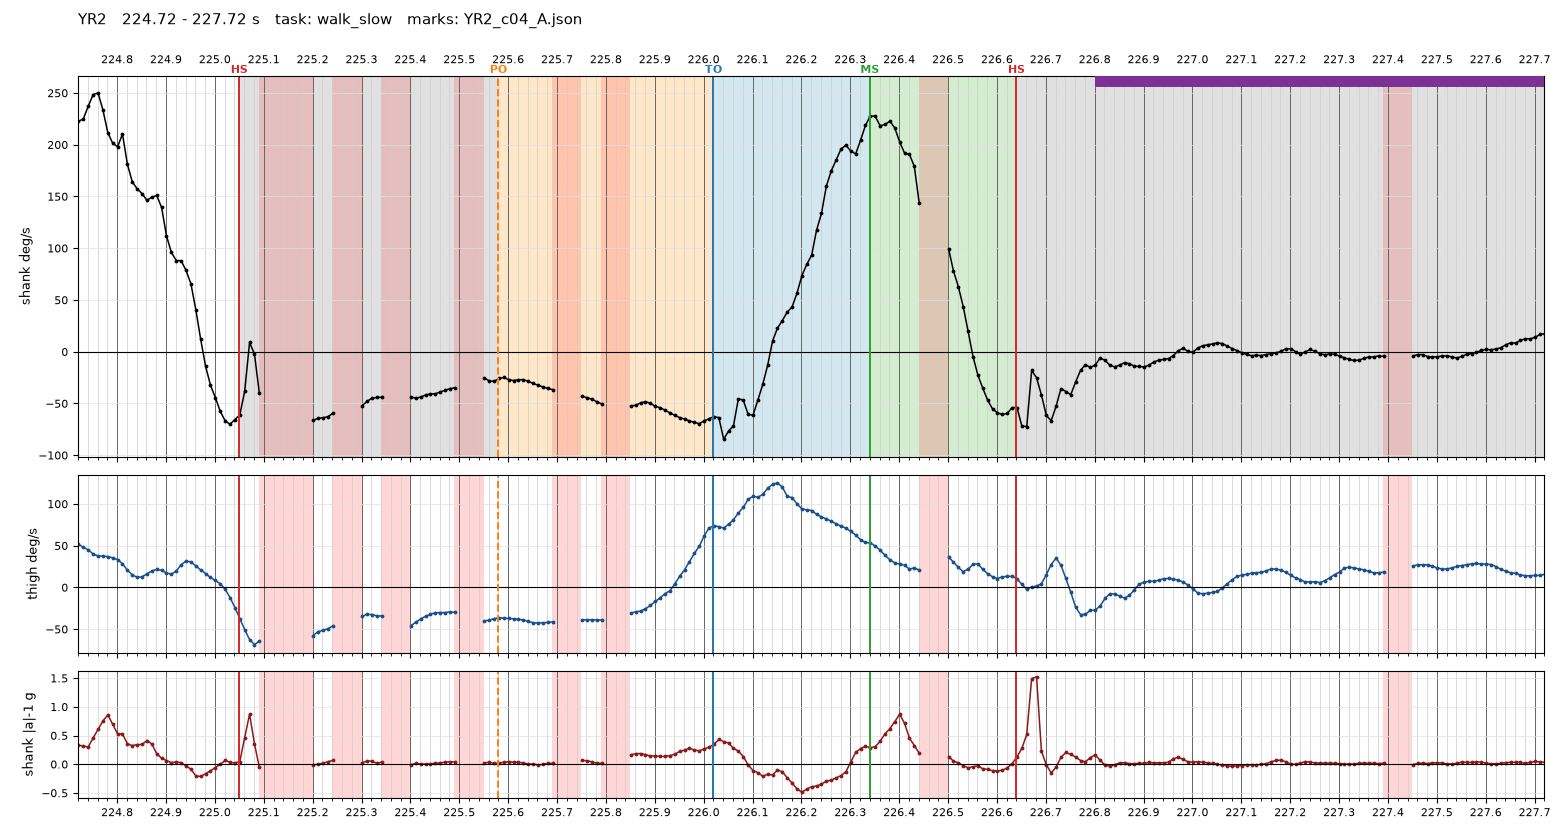 YR2   224.72 - 227.72 s   task: walk_slow   marks: YR2_c04_A.json
224.8 224.9 225.0 225.1 225.2 225.3 225.4 225.5 225.6 225.7 225.8 225.9 226.0 226.1 226.2 226.3 226.4 226.5 226.6 226.7 226.8 226.9 227.0 227.1 227.2 227.3 227.4 227.5 227.6 227.7
HS PO TO MS HS
shank deg/s
250
200
150
100
50
0
−50
−100
thigh deg/s
100
50
0
−50
shank |a|-1 g
1.5
1.0
0.5
0.0
−0.5
224.8 224.9 225.0 225.1 225.2 225.3 225.4 225.5 225.6 225.7 225.8 225.9 226.0 226.1 226.2 226.3 226.4 226.5 226.6 226.7 226.8 226.9 227.0 227.1 227.2 227.3 227.4 227.5 227.6 227.7